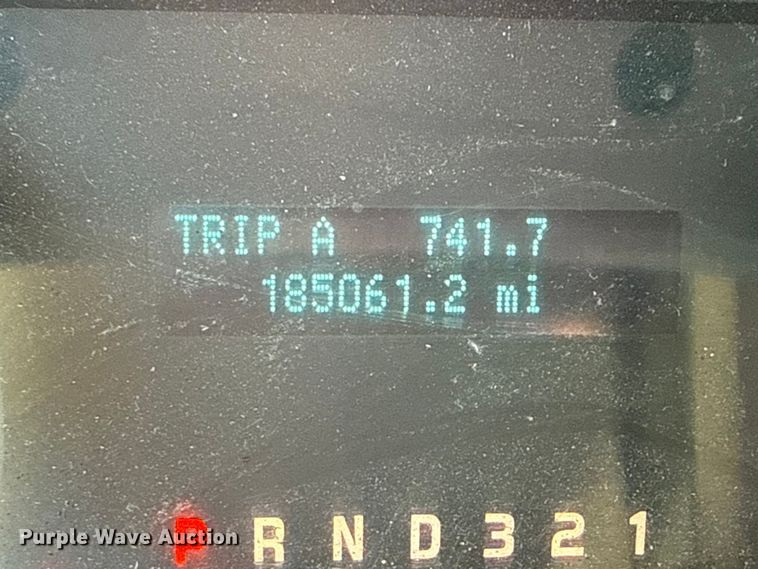 TRIP A 741.7
185061.2 mi
P R N D 3 2 1
Purple Wave Auction